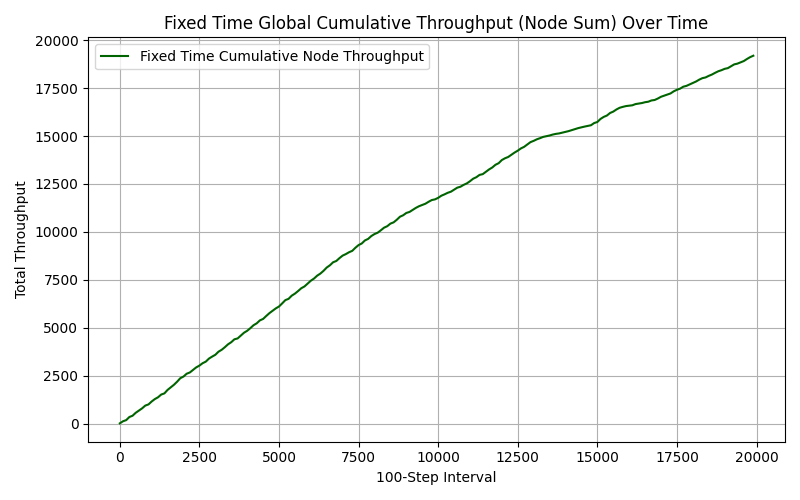 Fixed Time Global Cumulative Throughput (Node Sum) Over Time
Fixed Time Cumulative Node Throughput
Total Throughput
20000
17500
15000
12500
10000
7500
5000
2500
0
0 2500 5000 7500 10000 12500 15000 17500 20000
100-Step Interval